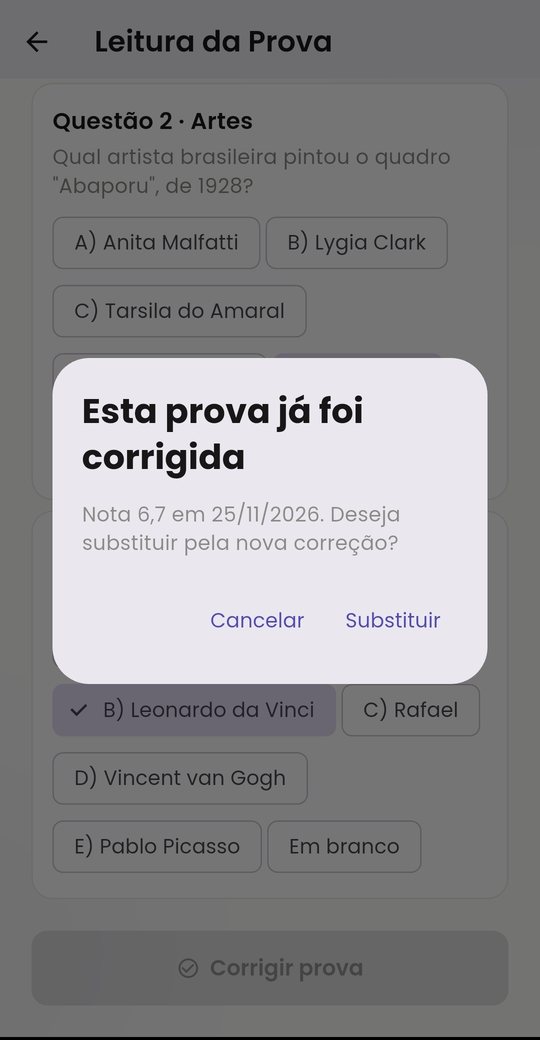 Leitura da Prova
Questão 2 · Artes
Qual artista brasileira pintou o quadro
"Abaporu", de 1928?
A) Anita Malfatti
B) Lygia Clark
C) Tarsila do Amaral
Esta prova já foi
corrigida
Nota 6,7 em 25/11/2026. Deseja
substituir pela nova correção?
Cancelar
Substituir
B) Leonardo da Vinci
C) Rafael
D) Vincent van Gogh
E) Pablo Picasso
Em branco
Corrigir prova